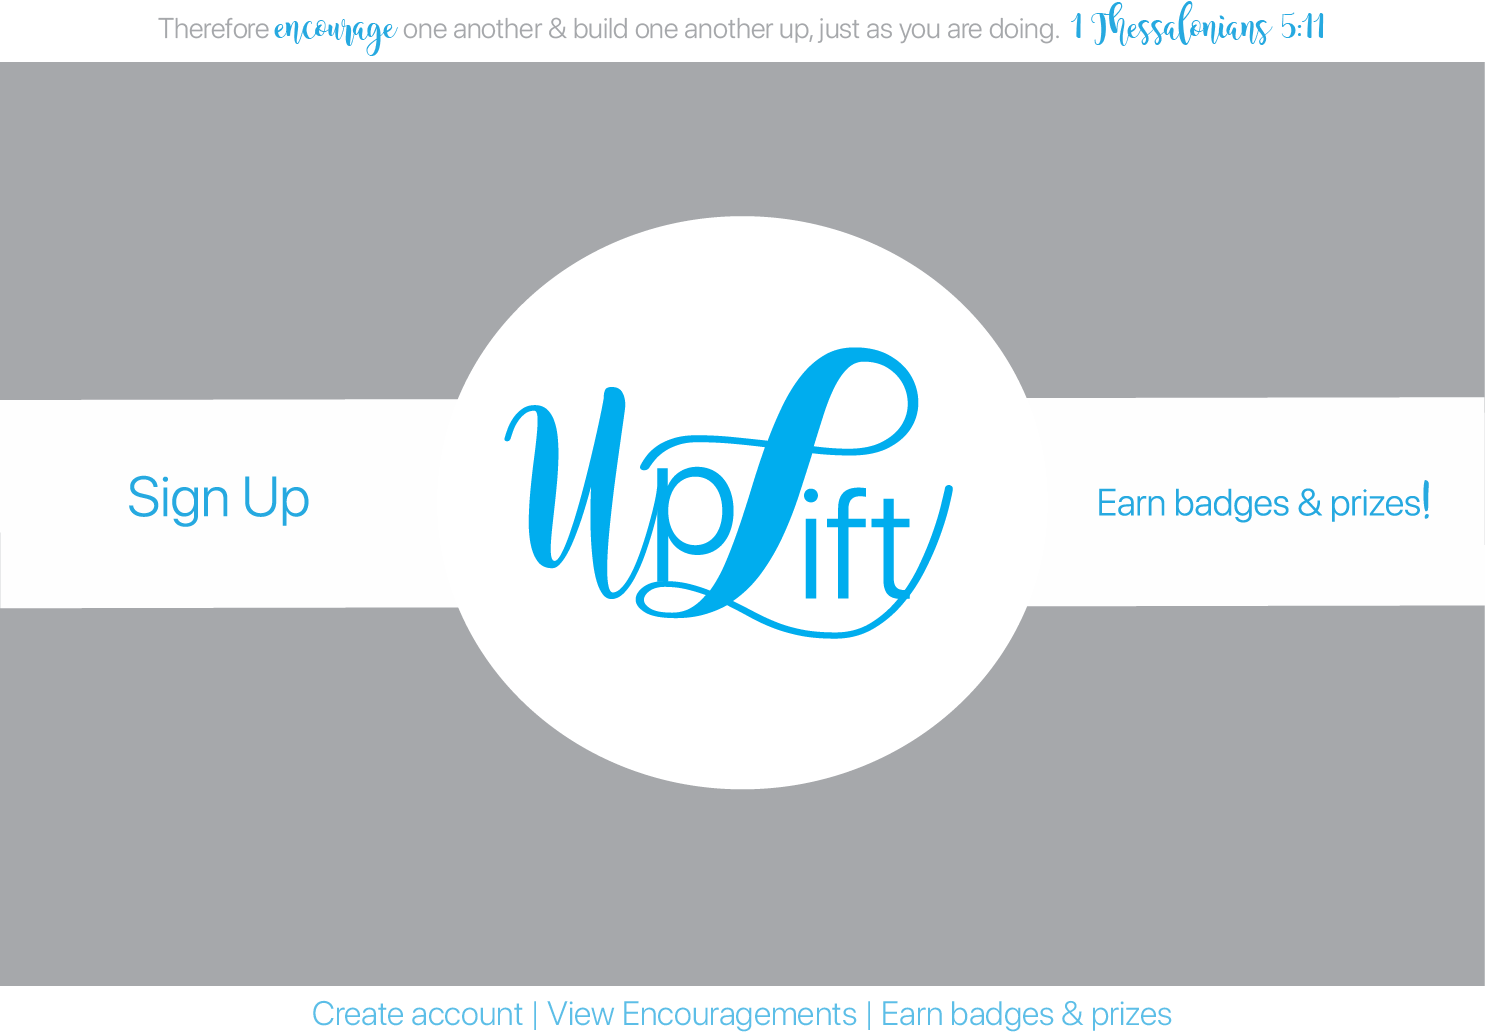 Therefore encourage one another & build one another up, just as you are doing. 1 Thessalonians 5:11
UpLift
Sign Up
Earn badges & prizes!
Create account | View Encouragements | Earn badges & prizes